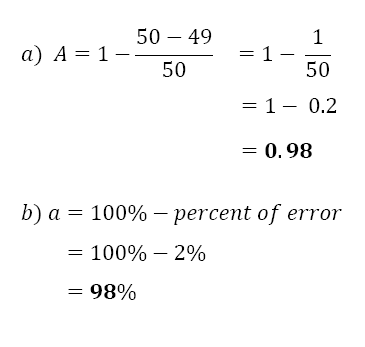 a) A = 1 − (50 − 49)/50 = 1 − 1/50
= 1 − 0.2
= 0.98
b) a = 100% − percent of error
= 100% − 2%
= 98%